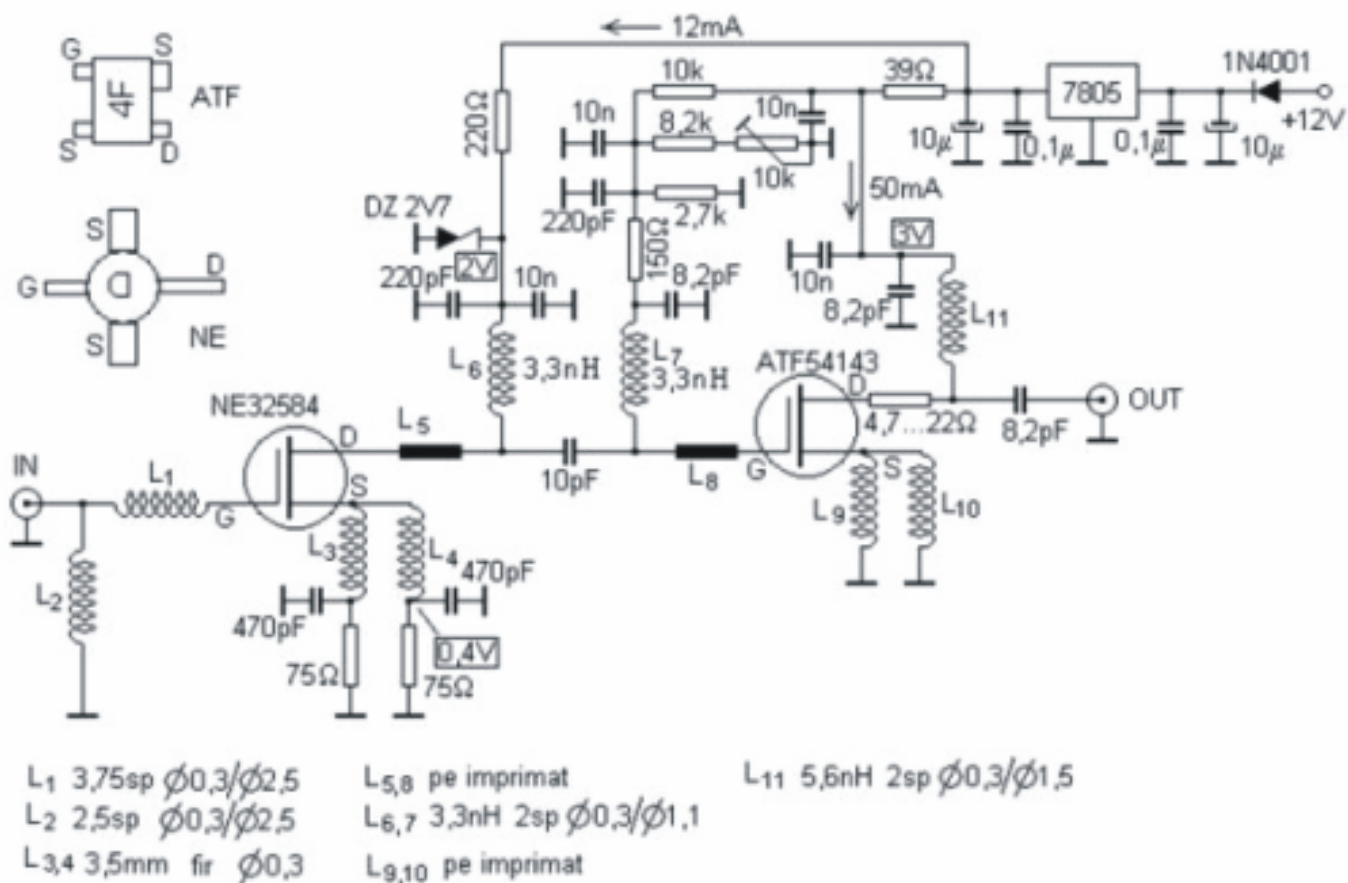 12mA
G S
4F
ATF
S D
220Ω
10n
10k
39Ω
7805
1N4001
+12V
10n
8,2k
10k
10µ
0,1µ
0,1µ
10µ
50mA
220pF
2,7k
150Ω
3V
DZ 2V7
2V
220pF
10n
8,2pF
10n
8,2pF
L11
S
G D
S
NE
L6
3,3nH
L7
3,3nH
ATF54143
D
4,7...22Ω
8,2pF
OUT
NE32584
D
L5
10pF
L8
G
S
L9
L10
IN
L1
G
S
L2
L3
L4
470pF
470pF
0,4V
75Ω
75Ω
L1 3,75sp Ø0,3/Ø2,5
L2 2,5sp Ø0,3/Ø2,5
L3,4 3,5mm fir Ø0,3
L5,8 pe imprimat
L6,7 3,3nH 2sp Ø0,3/Ø1,1
L9,10 pe imprimat
L11 5,6nH 2sp Ø0,3/Ø1,5